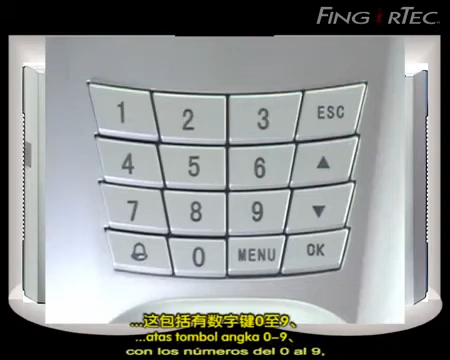 FINGERTEC
1 2 3 ESC
4 5 6 ▲
7 8 9 ▼
0 MENU OK
...这包括有数字键0至9、
...atas tombol angka 0-9、
con los números del 0 al 9,